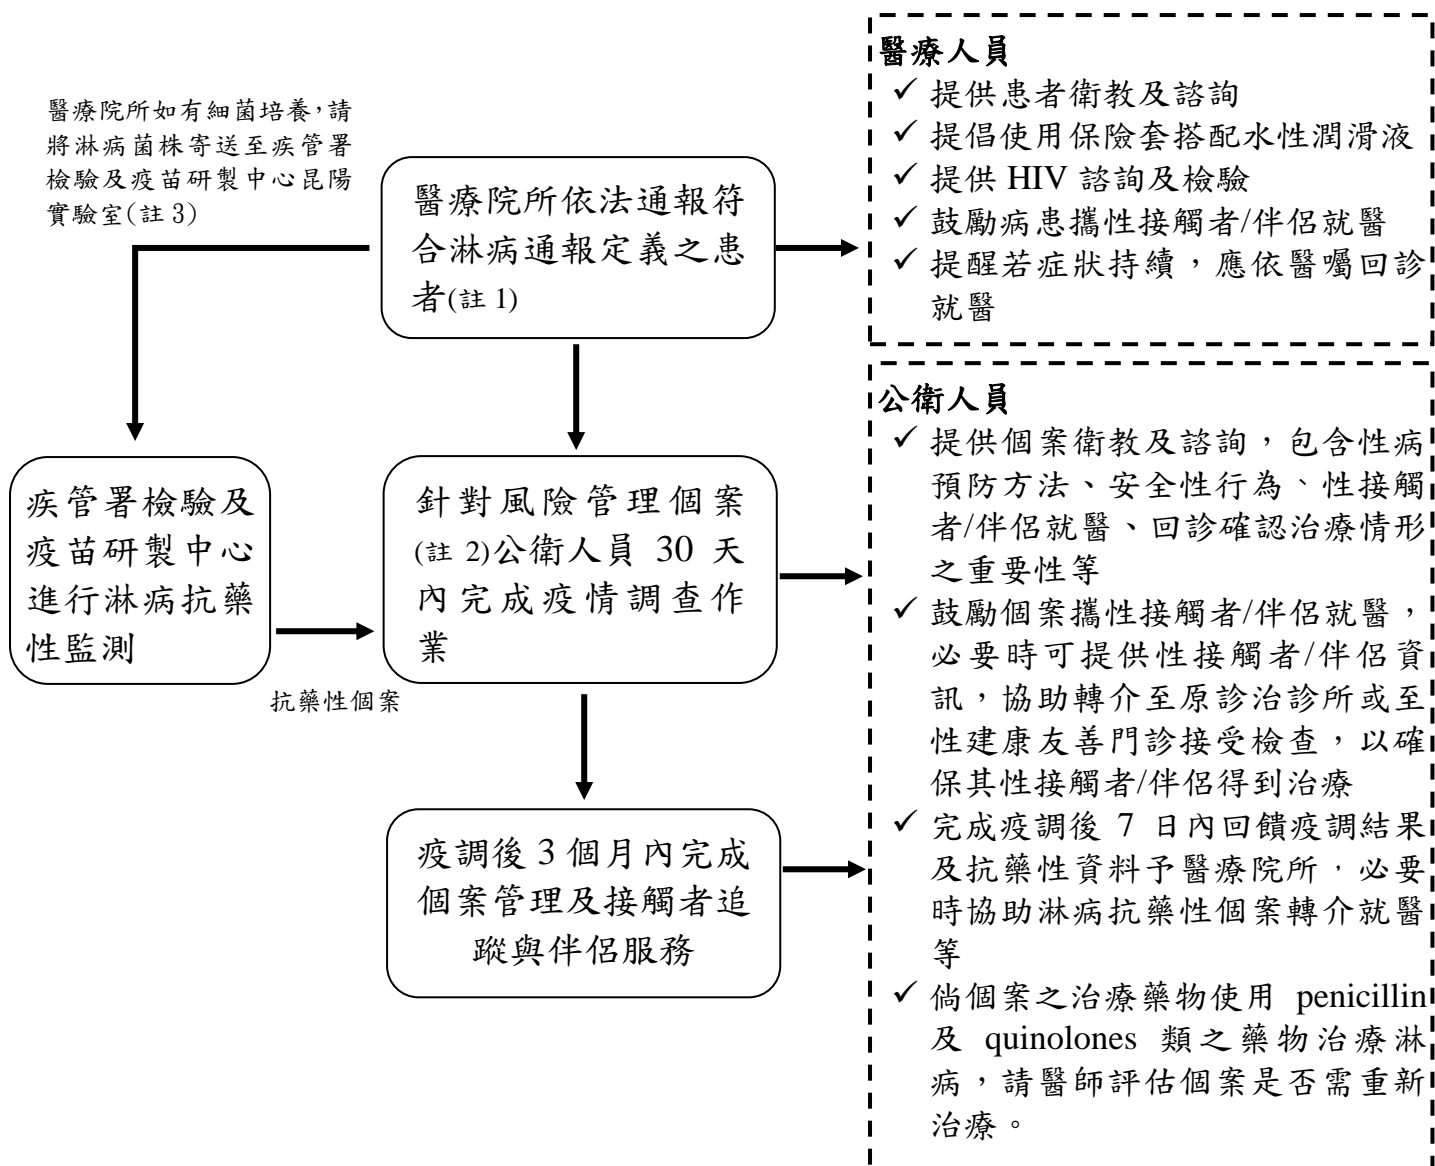 醫療院所如有細菌培養,請
將淋病菌株寄送至疾管署
檢驗及疫苗研製中心昆陽
實驗室(註 3)
醫療院所依法通報符
合淋病通報定義之患
者(註 1)
醫療人員
✓ 提供患者衛教及諮詢
✓ 提倡使用保險套搭配水性潤滑液
✓ 提供 HIV 諮詢及檢驗
✓ 鼓勵病患攜性接觸者/伴侶就醫
✓ 提醒若症狀持續,應依醫囑回診
就醫
疾管署檢驗及
疫苗研製中心
進行淋病抗藥
性監測
抗藥性個案
針對風險管理個案
(註 2)公衛人員 30 天
內完成疫情調查作
業
疫調後 3 個月內完成
個案管理及接觸者追
蹤與伴侶服務
公衛人員
✓ 提供個案衛教及諮詢,包含性病
預防方法、安全性行為、性接觸
者/伴侶就醫、回診確認治療情形
之重要性等
✓ 鼓勵個案攜性接觸者/伴侶就醫,
必要時可提供性接觸者/伴侶資
訊,協助轉介至原診治診所或至
性健康友善門診接受檢查,以確
保其性接觸者/伴侶得到治療
✓ 完成疫調後 7 日內回饋疫調結果
及抗藥性資料予醫療院所,必要
時協助淋病抗藥性個案轉介就醫
等
✓ 倘個案之治療藥物使用 penicillin
及 quinolones 類之藥物治療淋
病,請醫師評估個案是否需重新
治療。